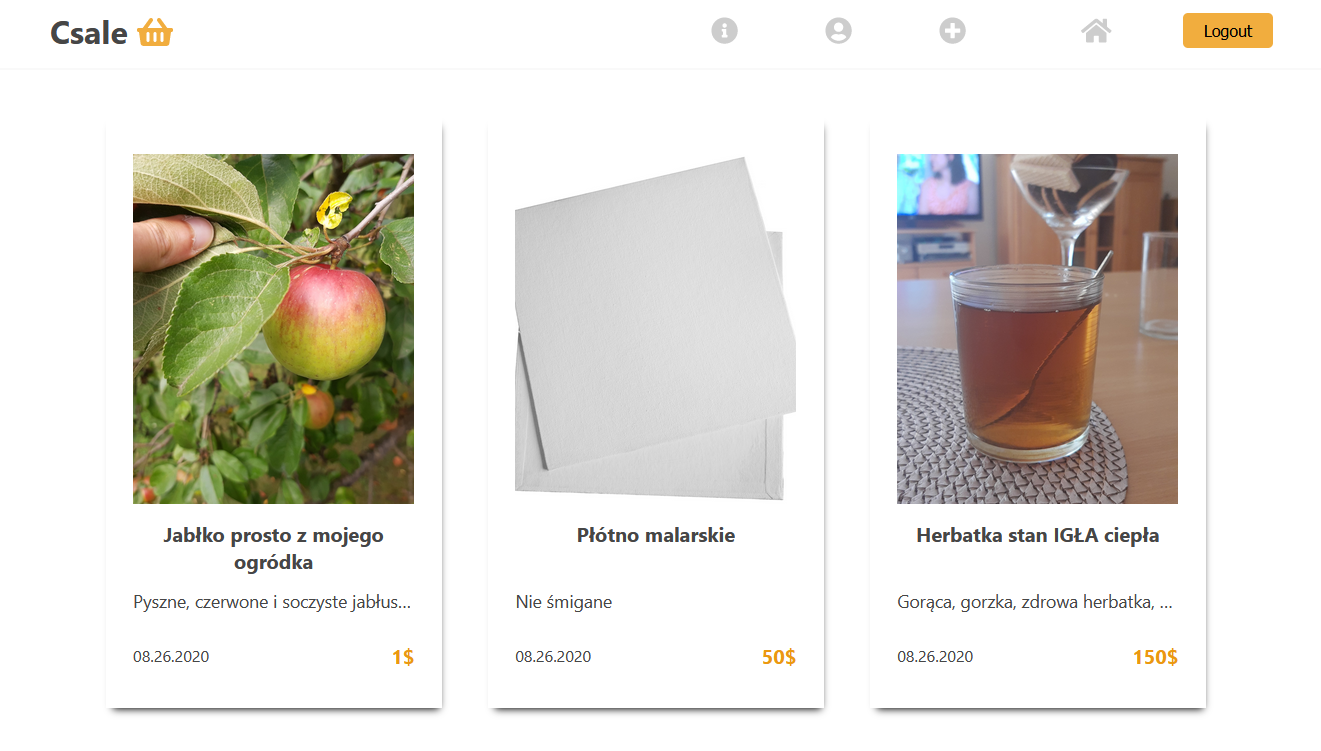 Csale
Logout
Jabłko prosto z mojego
ogródka
Pyszne, czerwone i soczyste jabłus...
08.26.2020
1$
Płótno malarskie
Nie śmigane
08.26.2020
50$
Herbatka stan IGŁA ciepła
Gorąca, gorzka, zdrowa herbatka, ...
08.26.2020
150$